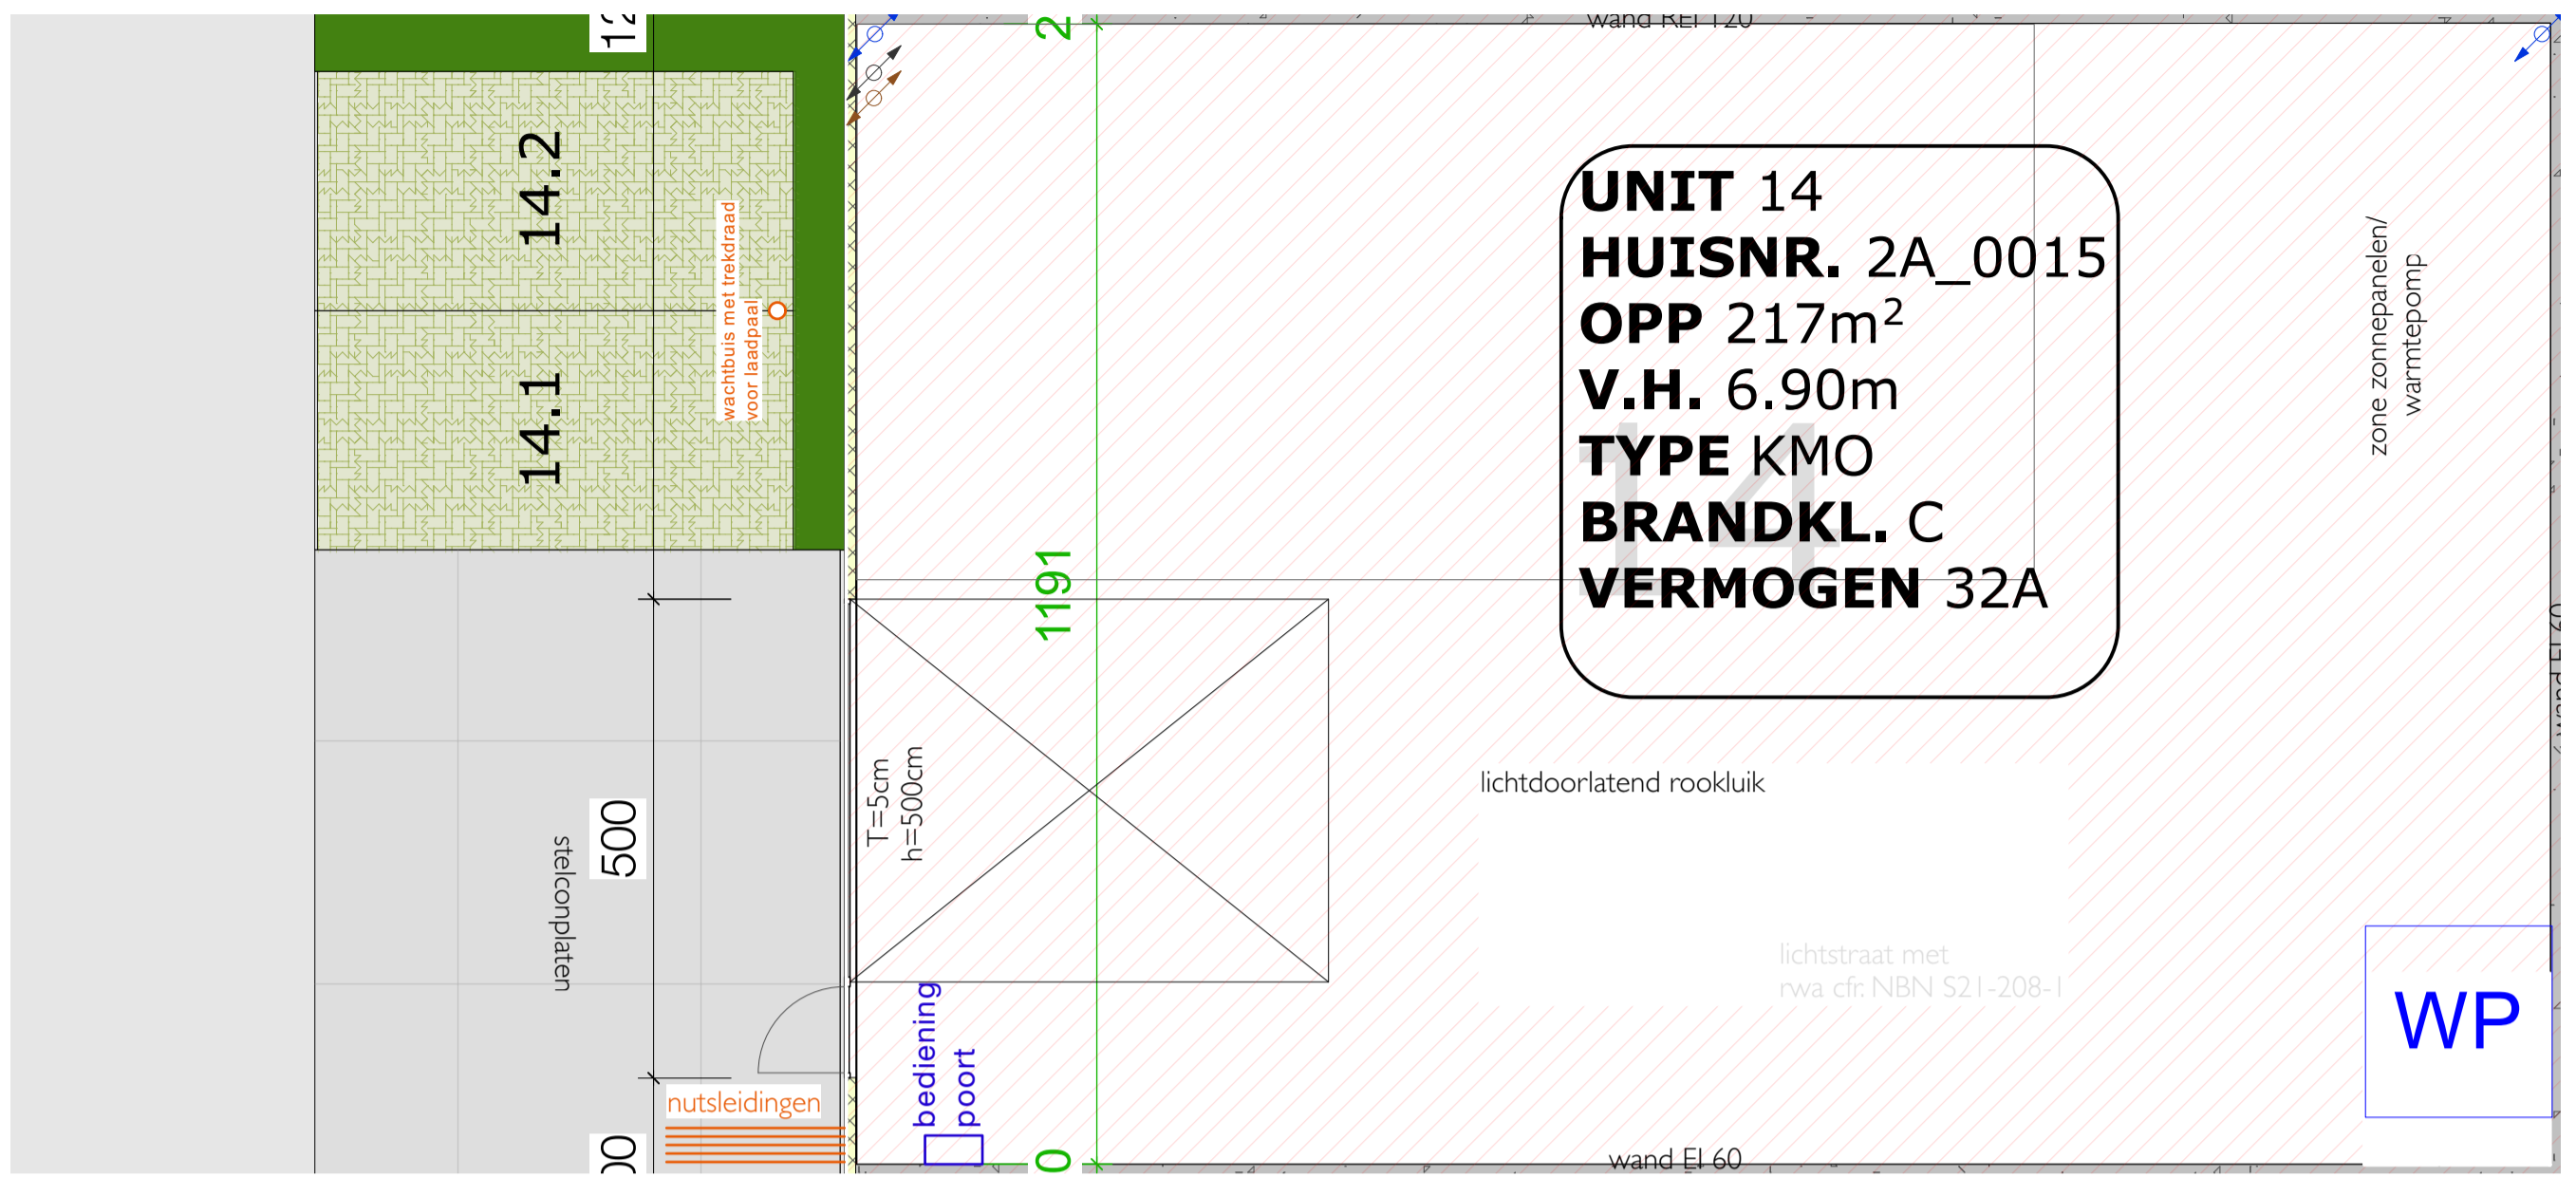 wand REI 120
14.2
14.1
wachtbuis met trekdraad
voor laadpaal
UNIT 14
HUISNR. 2A_0015
OPP 217m²
V.H. 6.90m
TYPE KMO
BRANDKL. C
VERMOGEN 32A
14
zone zonnepanelen/
warmtepomp
1191
500
stelconplaten
T=5cm
h=500cm
lichtdoorlatend rookluik
lichtstraat met
rwa cfr. NBN S21-208-1
bediening
poort
WP
nutsleidingen
wand EI 60